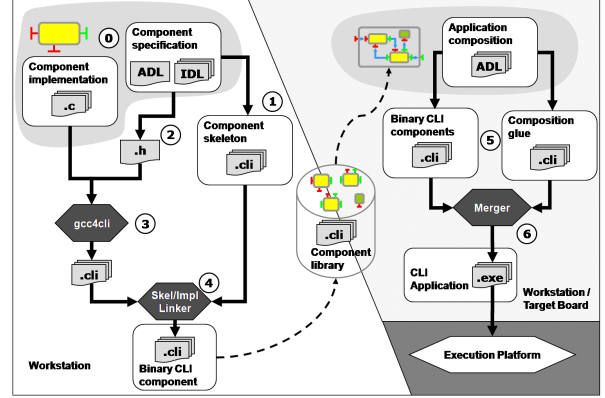 0
Component
specification
ADL
IDL
Component
implementation
.c
1
2
.h
Component
skeleton
.cli
gcc4cli
3
.cli
4
Skel/Impl
Linker
.cli
Binary CLI
component
Workstation
.cli
Component
library
Application
composition
ADL
Binary CLI
components
.cli
5
Composition
glue
.cli
Merger
6
CLI
Application
.exe
Workstation /
Target Board
Execution Platform